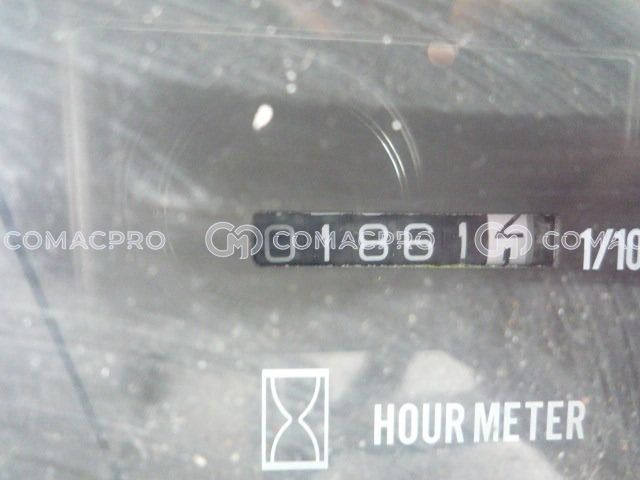 COMACPRO COMACPRO COMACPRO
01861 1/10
HOUR METER